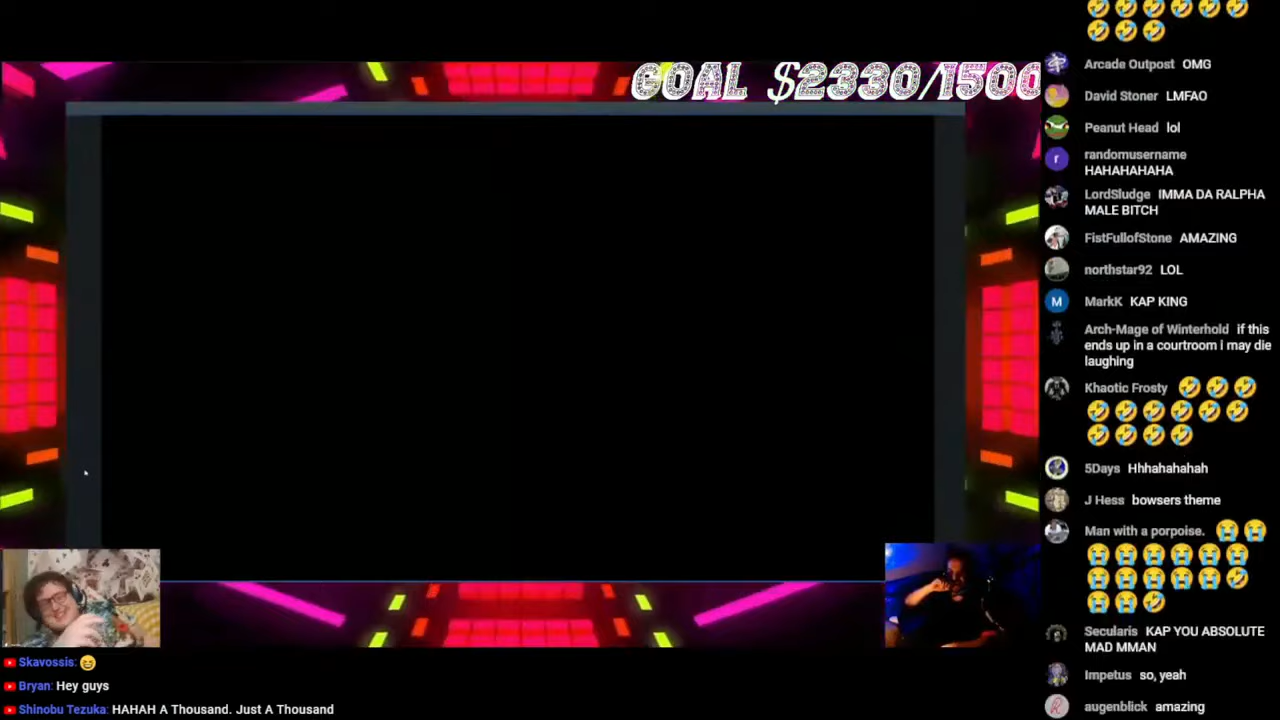 GOAL $2330/1500
Arcade Outpost OMG
David Stoner LMFAO
Peanut Head lol
randomusername
HAHAHAHAHA
LordSludge IMMA DA RALPHA
MALE BITCH
FistFullofStone AMAZING
northstar92 LOL
M
MarkK KAP KING
Arch-Mage of Winterhold if this
ends up in a courtroom i may die
laughing
Khaotic Frosty 🤣🤣🤣
🤣🤣🤣🤣🤣🤣
🤣🤣🤣🤣
5Days Hhhahahahah
J Hess bowsers theme
Man with a porpoise. 😭😭
😭😭😭😭😭😭
😭😭😭😭😭🤣
😭😭🤣
Secularis KAP YOU ABSOLUTE
MAD MMAN
Impetus so, yeah
augenblick amazing
Skavossis: 😆
Bryan: Hey guys
Shinobu Tezuka: HAHAH A Thousand. Just A Thousand